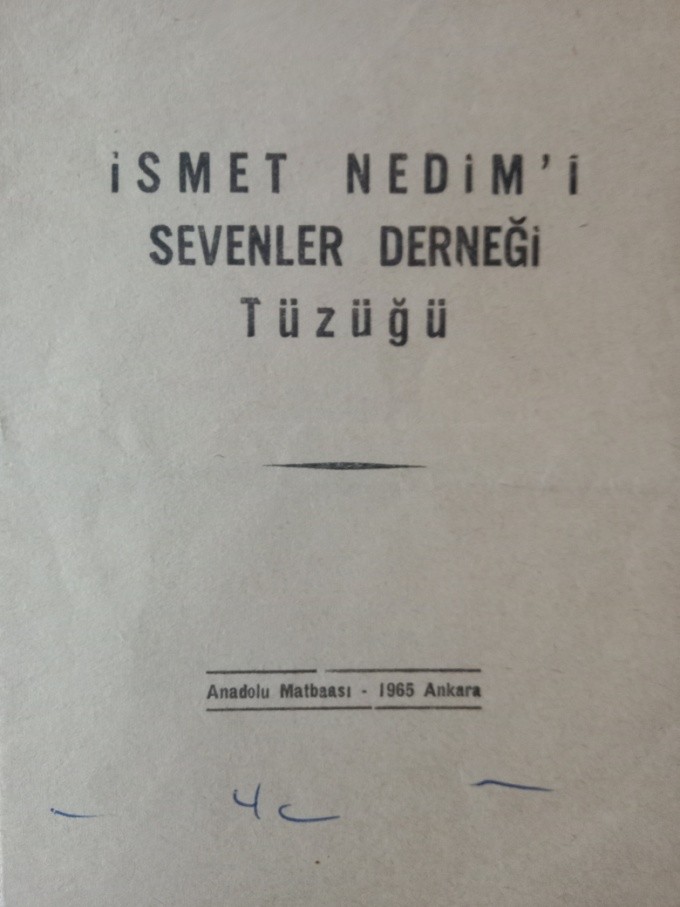 İSMET NEDİM'İ
SEVENLER DERNEĞİ
Tüzüğü
Anadolu Matbaası - 1965 Ankara